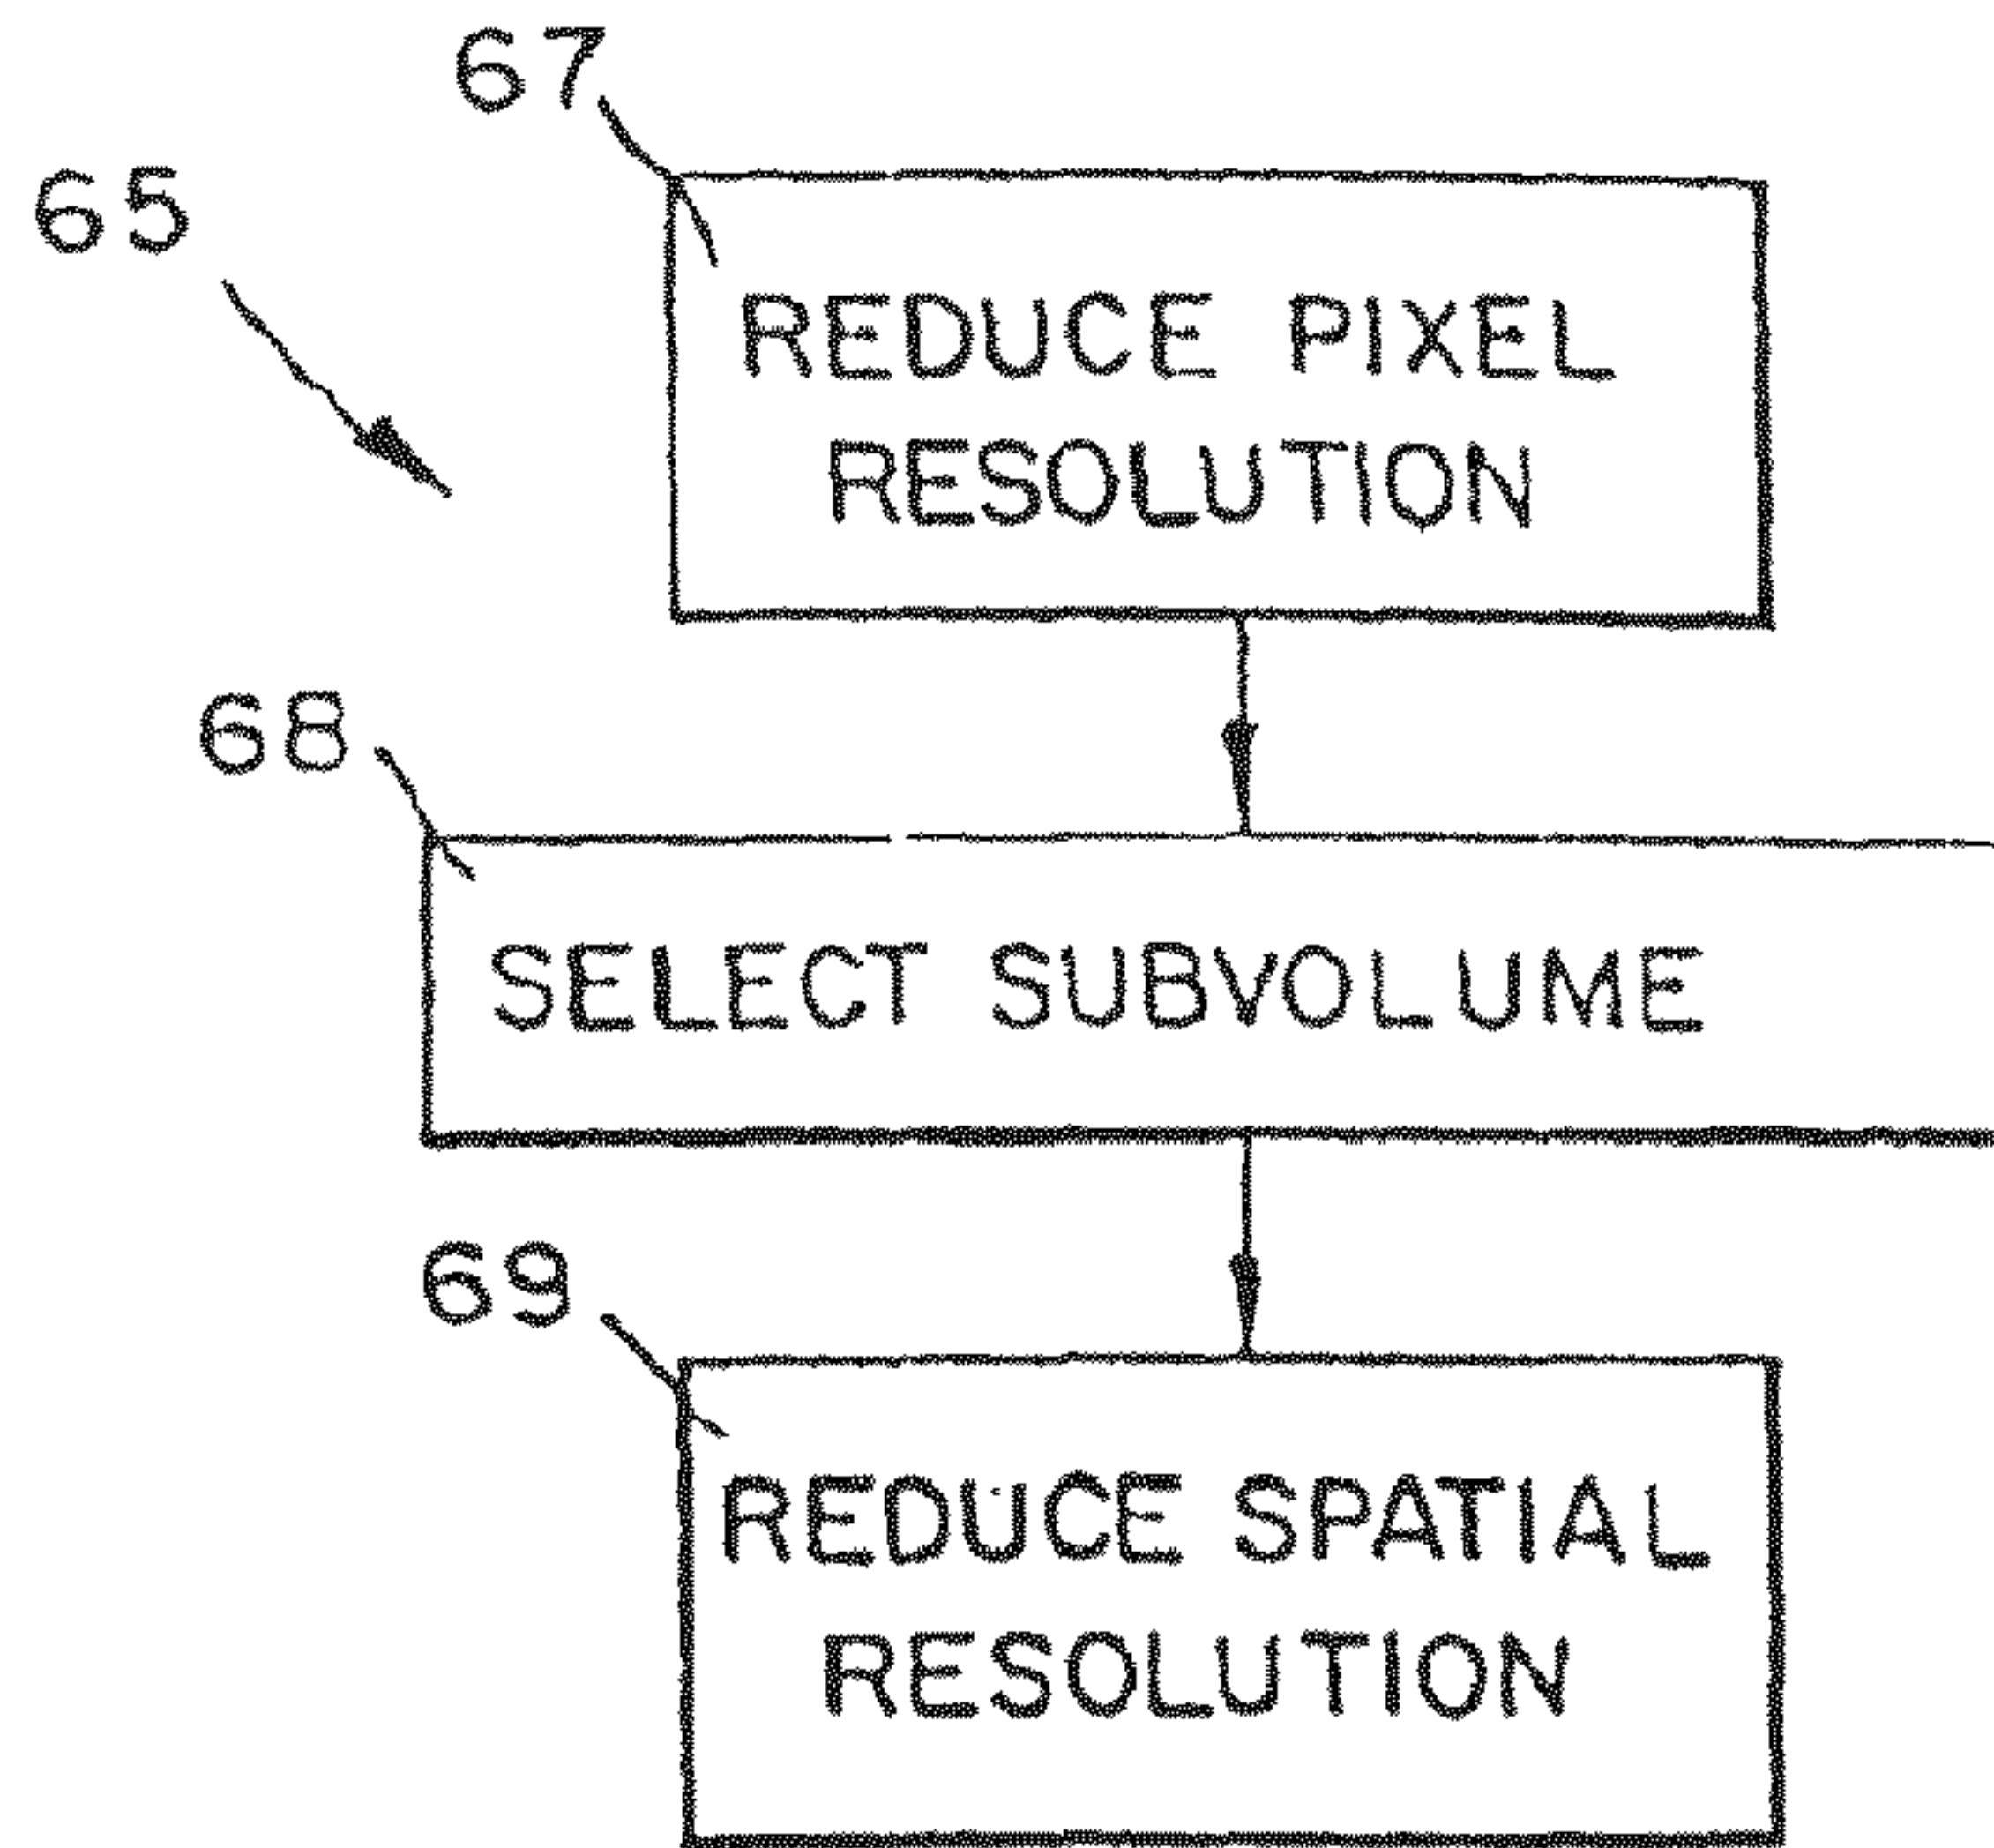 67
65
REDUCE PIXEL
RESOLUTION
68
SELECT SUBVOLUME
69
REDUCE SPATIAL
RESOLUTION